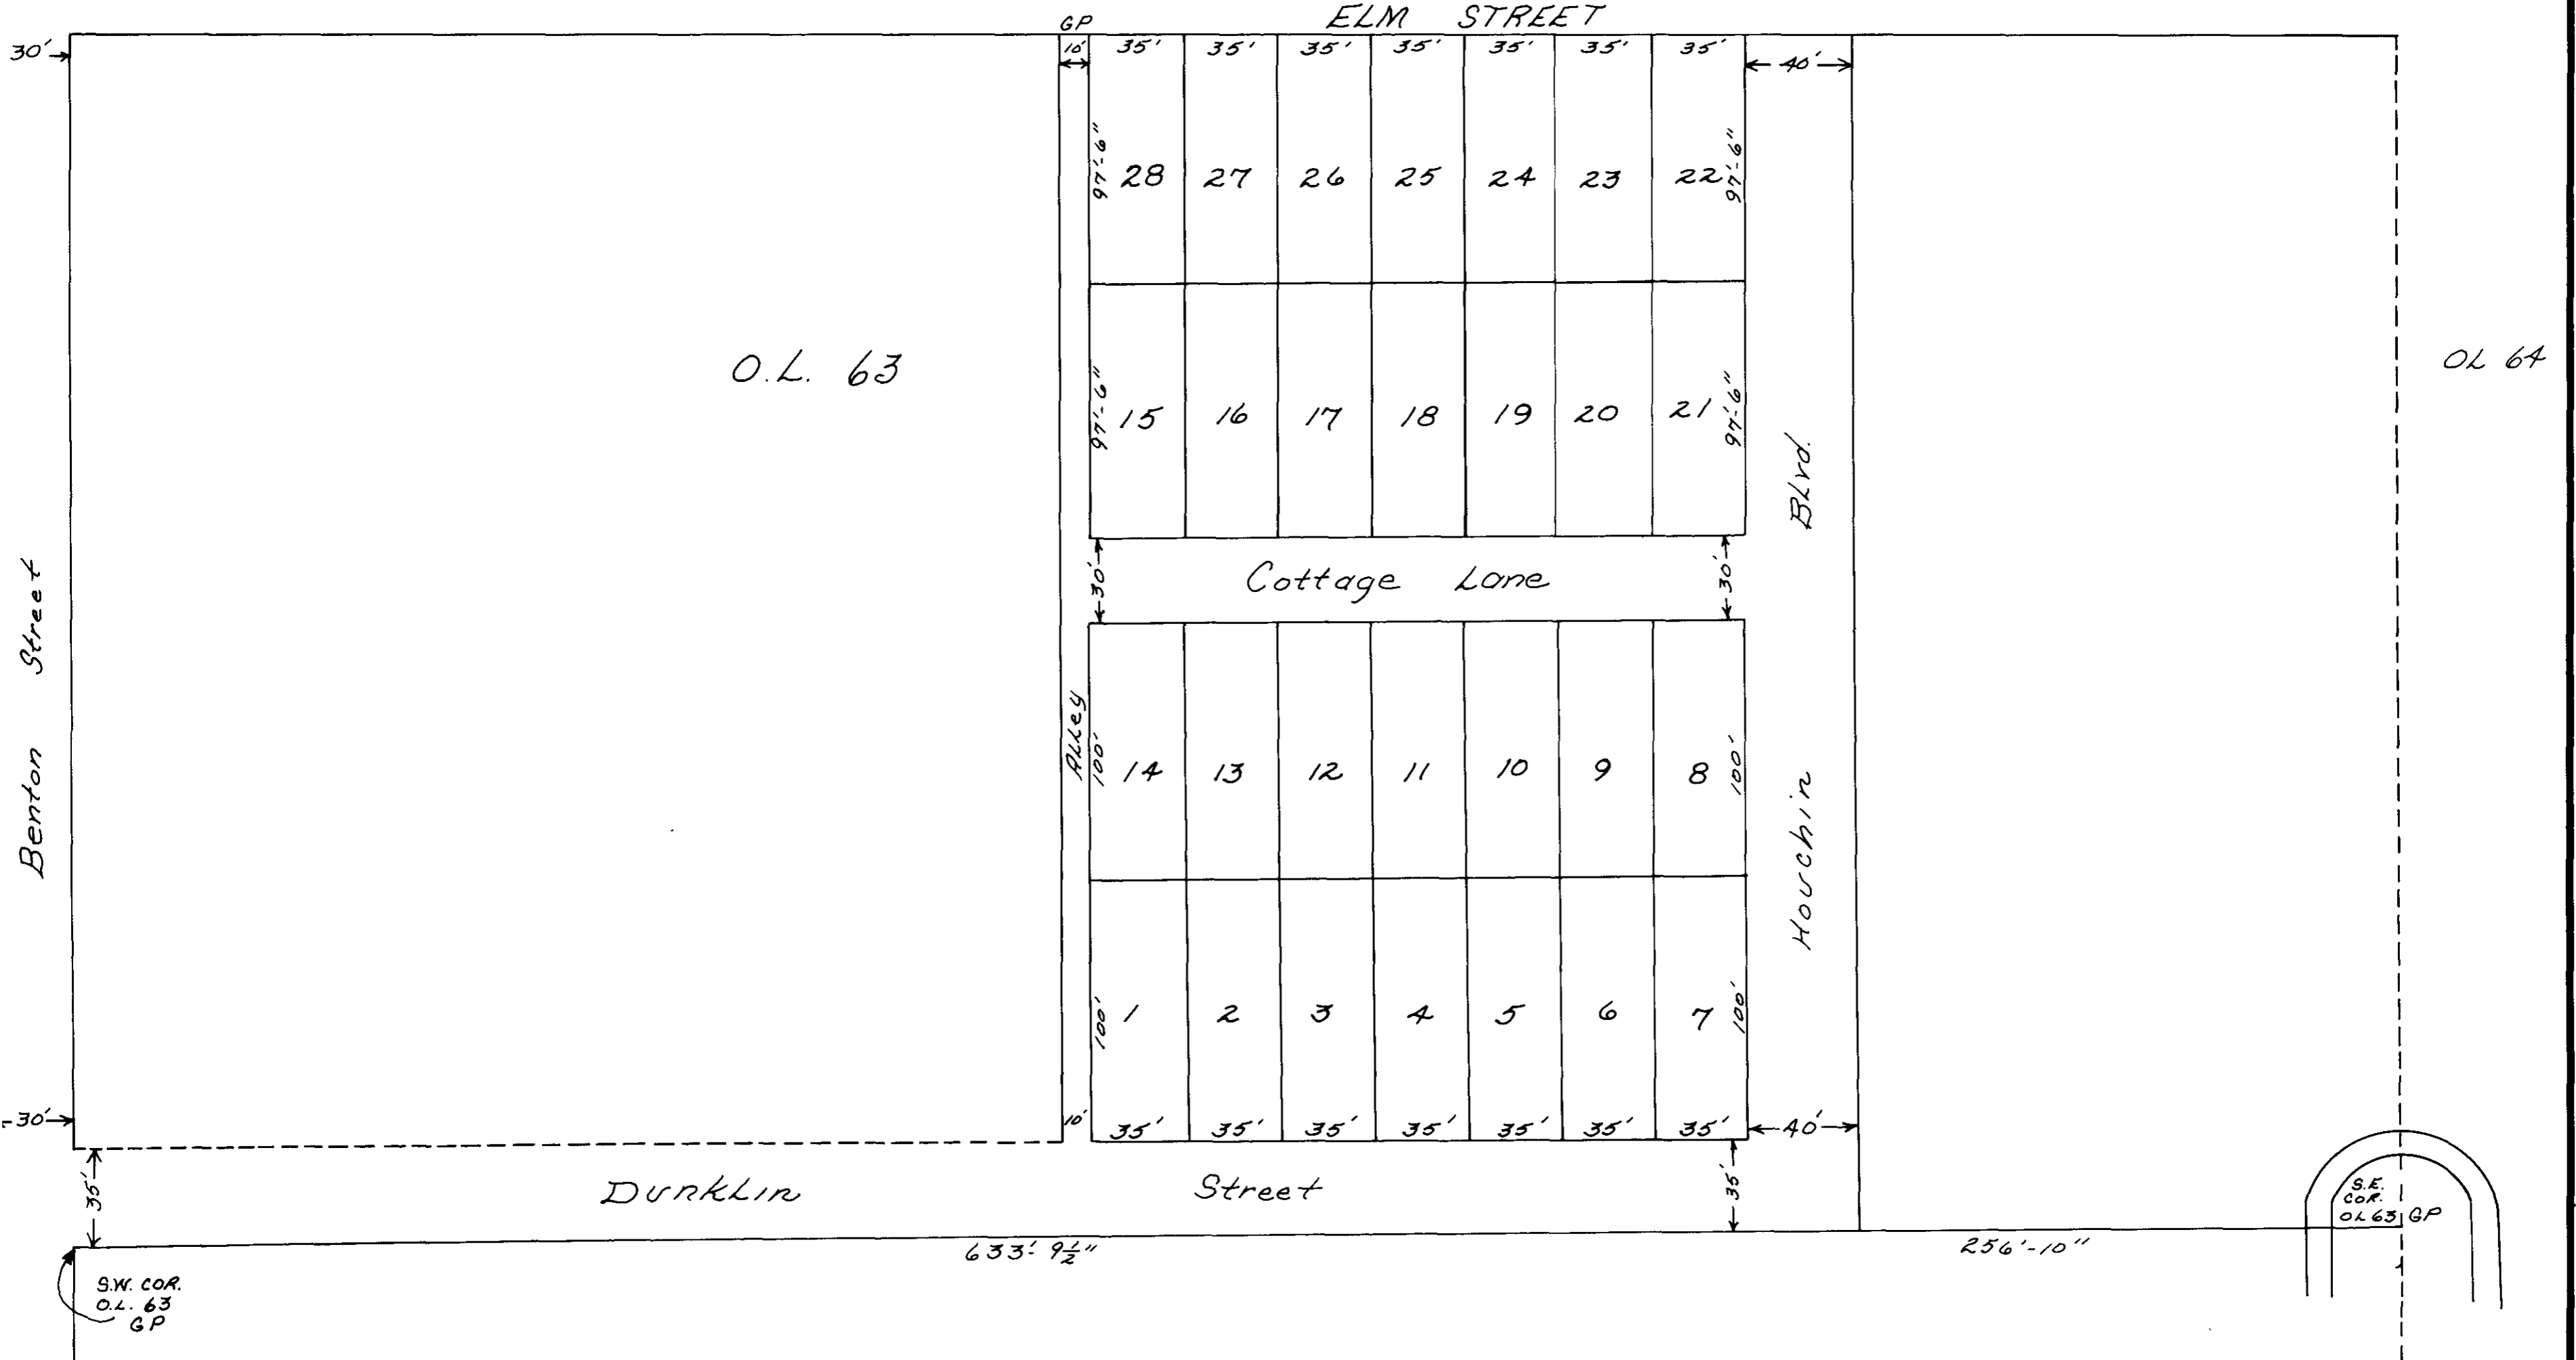 ELM STREET
GP
30'
10'
35' 35' 35' 35' 35' 35' 35'
40'
97'-6"
28 27 26 25 24 23 22
97'-6"
O.L. 63
OL 64
97'-6"
15 16 17 18 19 20 21
97'-6"
Blvd.
30'
Cottage Lane
30'
Benton Street
Alley
100'
14 13 12 11 10 9 8
100'
Houchin
100'
1 2 3 4 5 6 7
100'
30'
10'
35' 35' 35' 35' 35' 35' 35'
40'
35'
Dunklin Street
35'
S.E.
COR.
OL 63 GP
633'-9½"
256'-10"
S.W. COR.
O.L. 63
GP